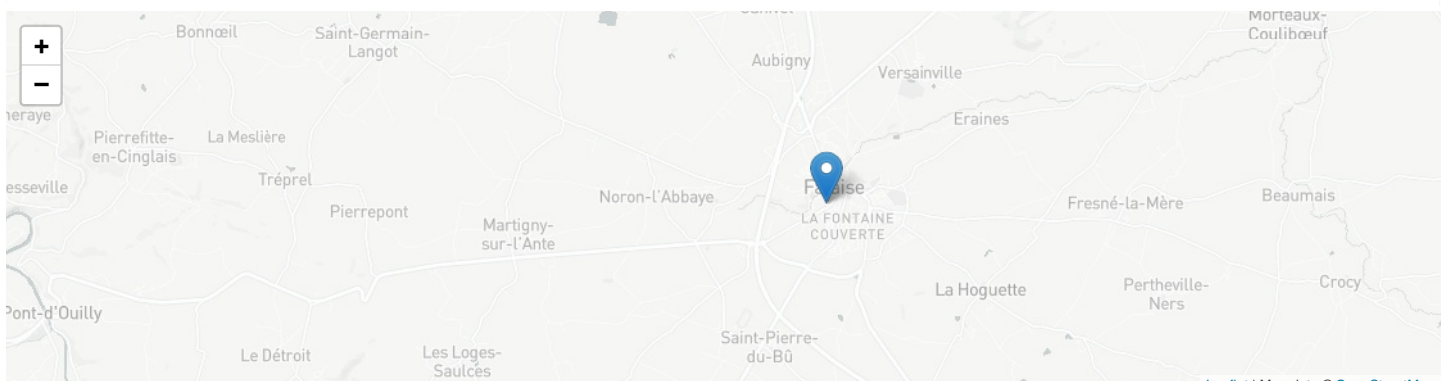 +
−
Bonnœil
Saint-Germain-
Langot
Morteaux-
Coulibœuf
Aubigny
Versainville
Eraines
Pierrefitte-
en-Cinglais
La Meslière
Tréprel
Pierrepont
Noron-l'Abbaye
Martigny-
sur-l'Ante
LA FONTAINE
COUVERTE
Fresné-la-Mère
Beaumais
La Hoguette
Pertheville-
Ners
Crocy
Pont-d'Ouilly
Le Détroit
Les Loges-
Saulces
Saint-Pierre-
du-Bû